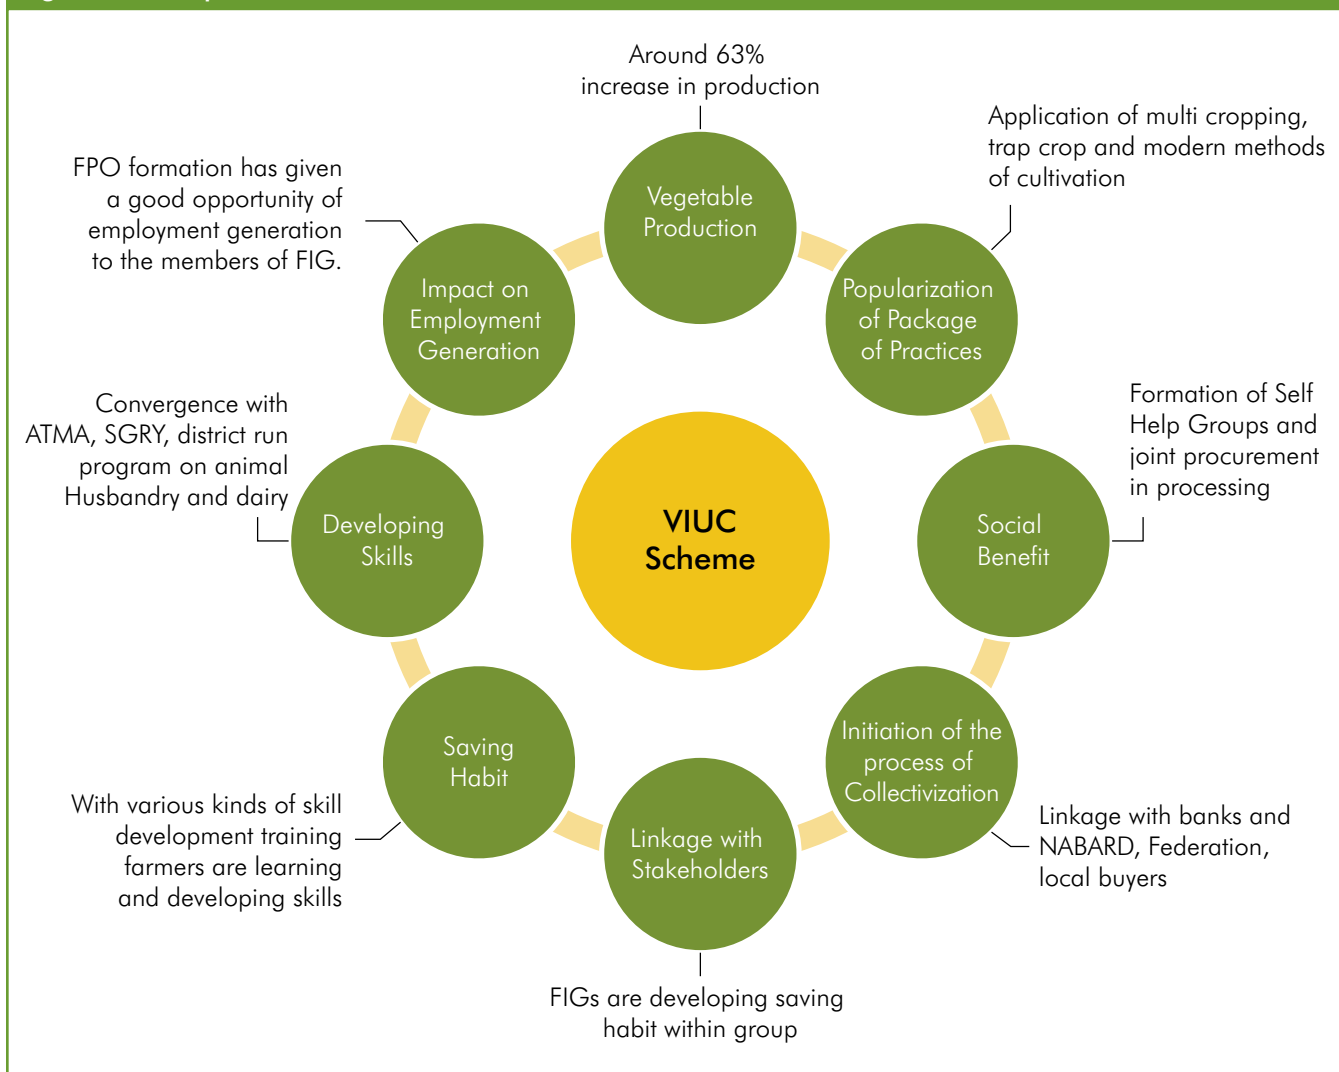 Around 63%
increase in production
Application of multi cropping,
trap crop and modern methods
of cultivation
FPO formation has given
a good opportunity of
employment generation
to the members of FIG.
Vegetable
Production
Impact on
Employment
Generation
Popularization
of Package
of Practices
Convergence with
ATMA, SGRY, district run
program on animal
Husbandry and dairy
Formation of Self
Help Groups and
joint procurement
in processing
Developing
Skills
VIUC
Scheme
Social
Benefit
Saving
Habit
Initiation of the
process of
Collectivization
With various kinds of skill
development training
farmers are learning
and developing skills
Linkage with
Stakeholders
Linkage with banks and
NABARD, Federation,
local buyers
FIGs are developing saving
habit within group